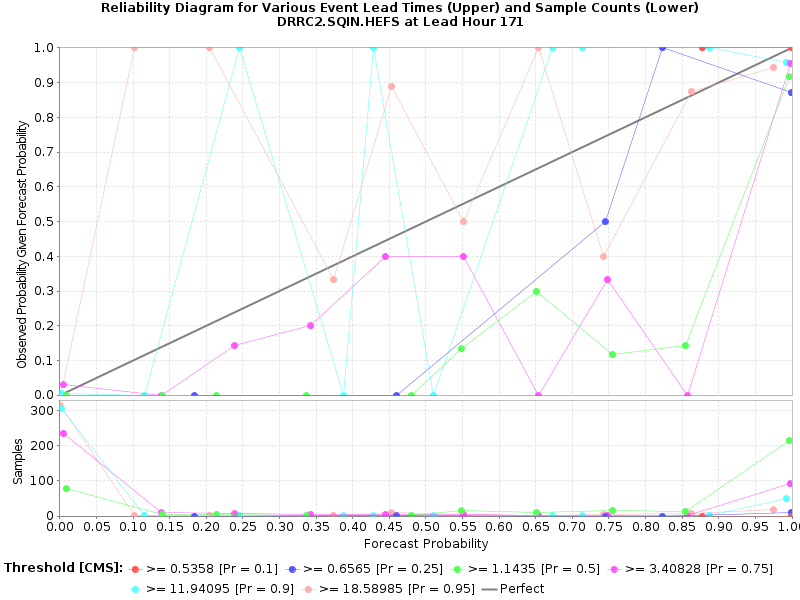 Reliability Diagram for Various Event Lead Times (Upper) and Sample Counts (Lower)
DRRC2.SQIN.HEFS at Lead Hour 171
Observed Probability Given Forecast Probability
1.0
0.9
0.8
0.7
0.6
0.5
0.4
0.3
0.2
0.1
0.0
Samples
300
200
100
0
0.00 0.05 0.10 0.15 0.20 0.25 0.30 0.35 0.40 0.45 0.50 0.55 0.60 0.65 0.70 0.75 0.80 0.85 0.90 0.95 1.0
Forecast Probability
Threshold [CMS]: >= 0.5358 [Pr = 0.1] >= 0.6565 [Pr = 0.25] >= 1.1435 [Pr = 0.5] >= 3.40828 [Pr = 0.75]
>= 11.94095 [Pr = 0.9] >= 18.58985 [Pr = 0.95] Perfect